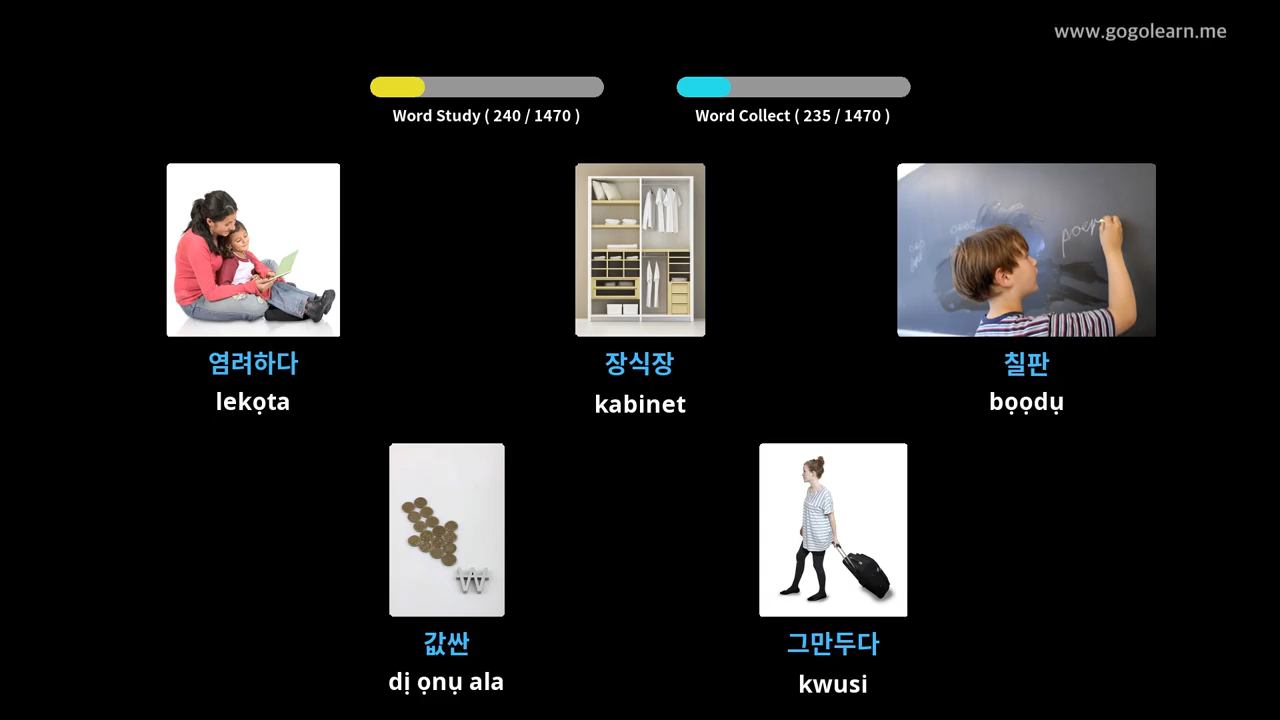 www.gogolearn.me
Word Study ( 240 / 1470 )
Word Collect ( 235 / 1470 )
염려하다
lekọta
장식장
kabinet
칠판
bọọdụ
poer
값싼
dị ọnụ ala
₩
그만두다
kwusi